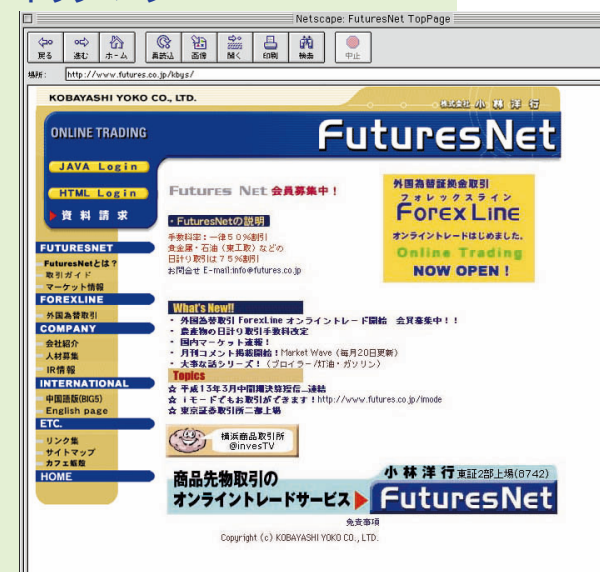 Netscape: FuturesNet TopPage
戻る 進む ホーム 再読込 画像 開く 印刷 検索 中止
場所: http://www.futures.co.jp/kbys/
KOBAYASHI YOKO CO., LTD.
株式会社 小林洋行
ONLINE TRADING
FuturesNet
JAVA Login
HTML Login
資料請求
FUTURESNET
FuturesNetとは?
取引ガイド
マーケット情報
FOREXLINE
外国為替
COMPANY
会社紹介
人材募集
IR情報
INTERNATIONAL
中国語版(BIG5)
English page
ETC.
リンク集
サイトマップ
カフェ飯館
HOME
Futures Net 会員募集中!
・FuturesNetの説明
手数料率:一律50%割引
貴金属・石油(東工取)などの
日計り取引は75%割引
お問合せ E-mail:info@futures.co.jp
外国為替証拠金取引
フォレックスライン
ForexLine
オンライントレードはじめました。
Online Trading
NOW OPEN!
What's New!!
・ 外国為替取引 ForexLine オンライントレード開始 会員募集中!!
・ 農産物の日計り取引手数料改定
・ 国内マーケット速報!
・ 月刊コメント掲載開始!Market Wave(毎月20日更新)
・ 大事な話シリーズ!(ブロイラー/灯油・ガソリン)
Topics
☆ 平成13年3月中間期決算短信_連結
☆ iモードでもお取引ができます!http://www.futures.co.jp/imode
☆ 東京証券取引所二部上場
横浜商品取引所
@invesTV
商品先物取引の
オンライントレードサービス
小林洋行 東証2部上場(8742)
FuturesNet
免責事項
Copyright (c) KOBAYASHI YOKO CO., LTD.